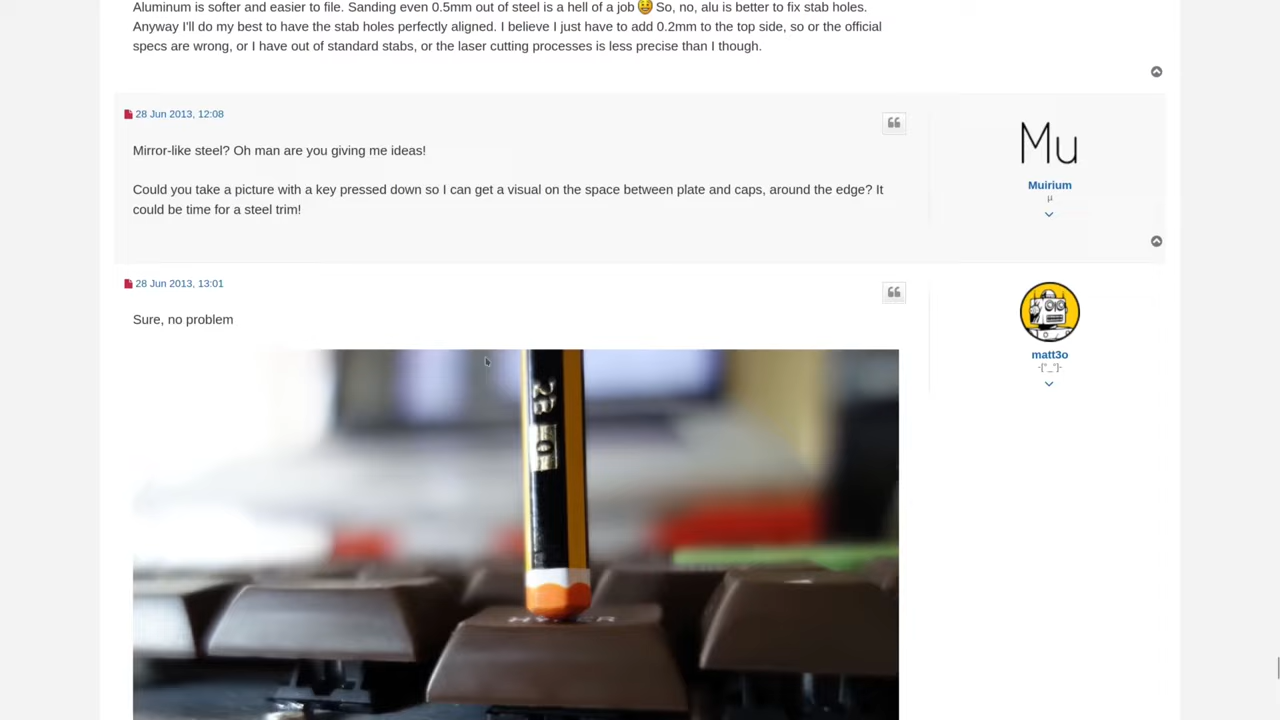 Aluminum is softer and easier to file. Sanding even 0.5mm out of steel is a hell of a job 😀 So, no, alu is better to fix stab holes.
Anyway I'll do my best to have the stab holes perfectly aligned. I believe I just have to add 0.2mm to the top side, so or the official
specs are wrong, or I have out of standard stabs, or the laser cutting processes is less precise than I though.
28 Jun 2013, 12:08
Mirror-like steel? Oh man are you giving me ideas!
Could you take a picture with a key pressed down so I can get a visual on the space between plate and caps, around the edge? It
could be time for a steel trim!
Mu
Muirium
μ
28 Jun 2013, 13:01
Sure, no problem
matt3o
-["_"]-
2B
0